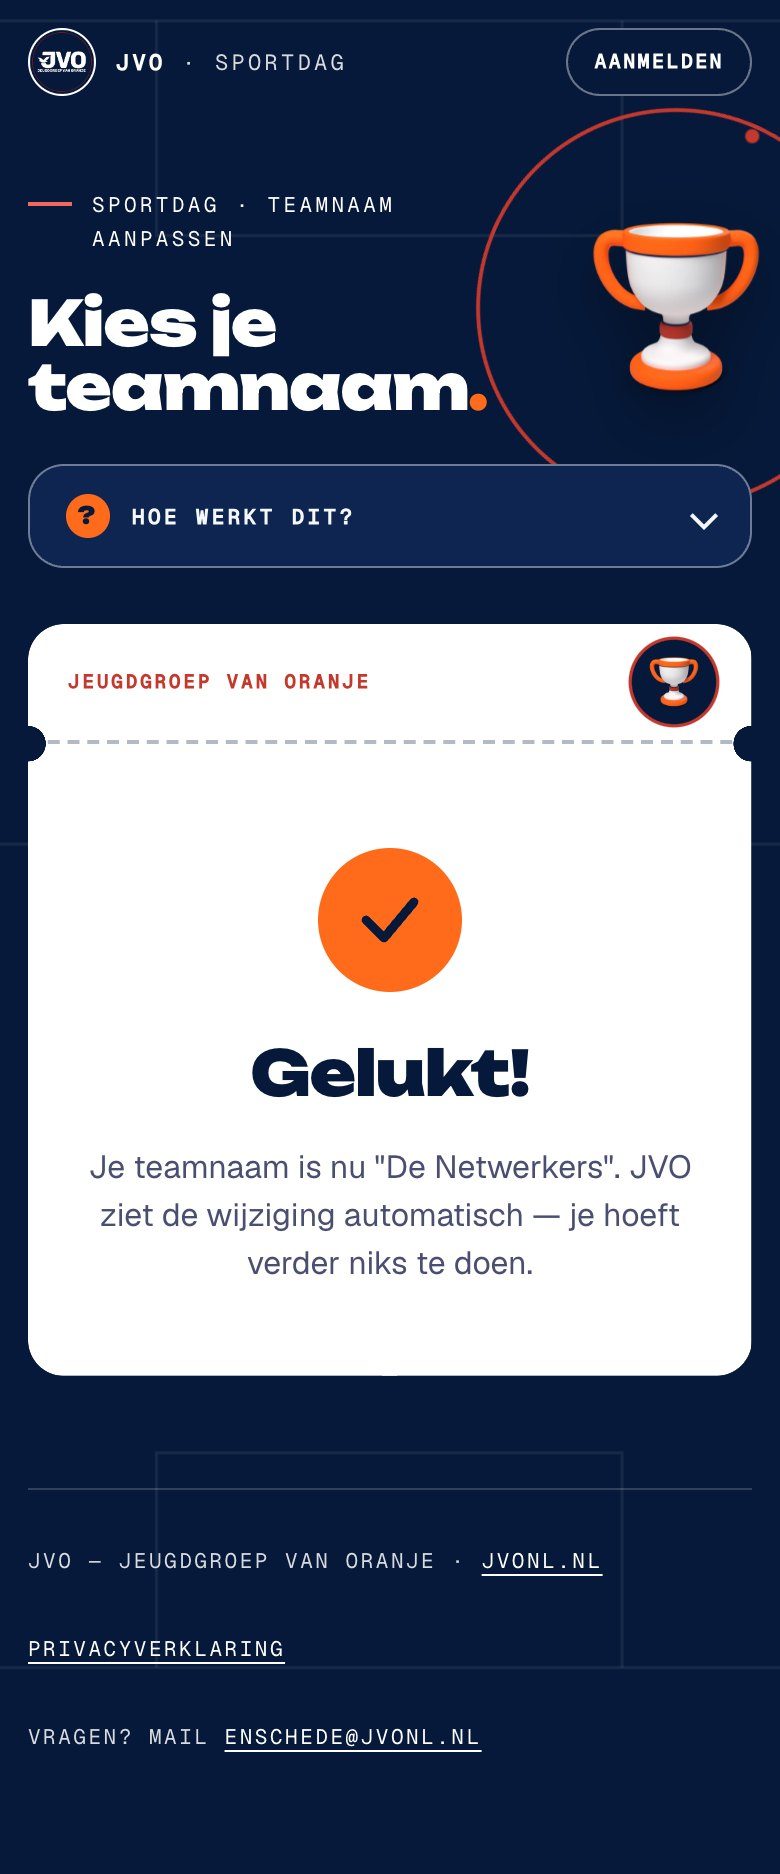 JVO
JVO · SPORTDAG
AANMELDEN
SPORTDAG · TEAMNAAM
AANPASSEN
Kies je
teamnaam.
? HOE WERKT DIT?
JEUGDGROEP VAN ORANJE
Gelukt!
Je teamnaam is nu "De Netwerkers". JVO
ziet de wijziging automatisch — je hoeft
verder niks te doen.
JVO — JEUGDGROEP VAN ORANJE · JVONL.NL
PRIVACYVERKLARING
VRAGEN? MAIL ENSCHEDE@JVONL.NL